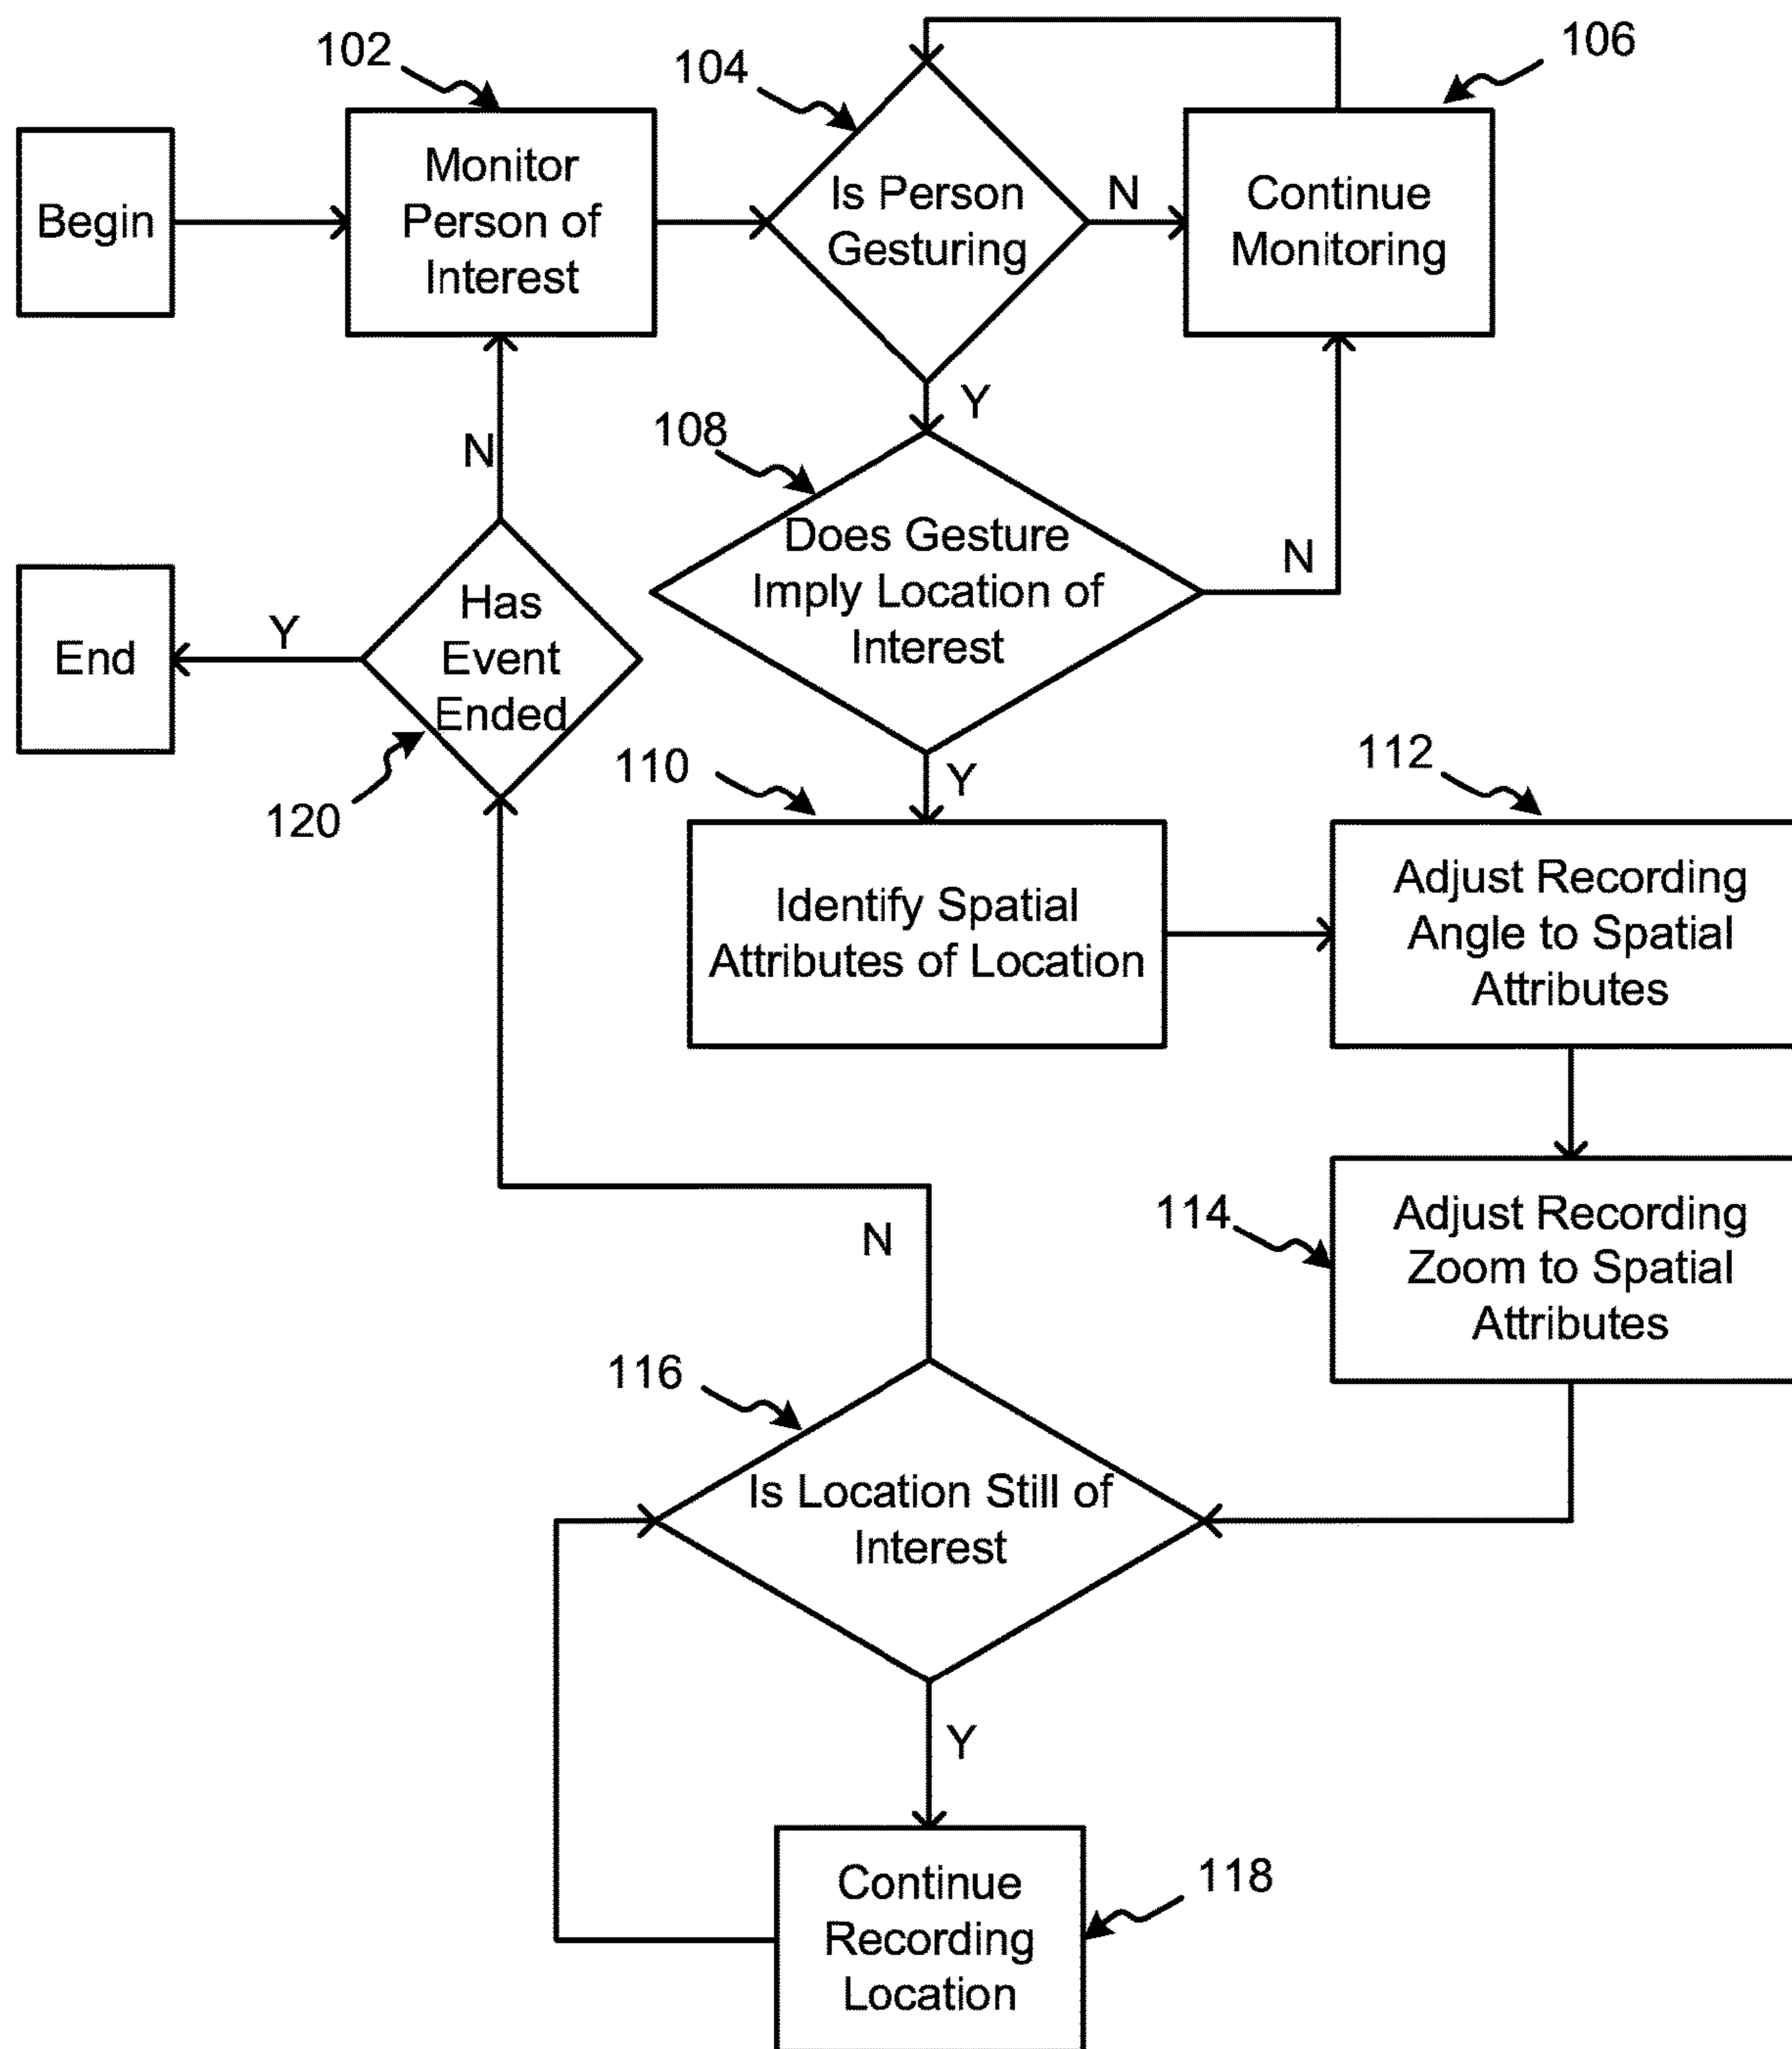 102
104
106
Begin
Monitor
Person of
Interest
Is Person
Gesturing
N
Continue
Monitoring
Y
N
108
Does Gesture
Imply Location of
Interest
N
End
Y
Has
Event
Ended
120
Y
110
112
Identify Spatial
Attributes of Location
Adjust Recording
Angle to Spatial
Attributes
N
114
Adjust Recording
Zoom to Spatial
Attributes
116
Is Location Still of
Interest
Y
118
Continue
Recording
Location